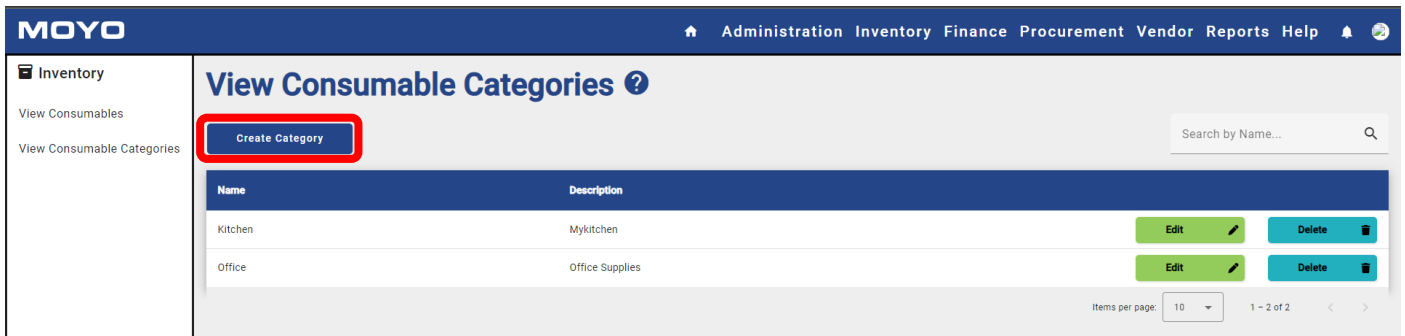 MOYO
Administration Inventory Finance Procurement Vendor Reports Help
Inventory
View Consumables
View Consumable Categories
View Consumable Categories ?
Create Category
Search by Name...
Name Description
Kitchen Mykitchen Edit Delete
Office Office Supplies Edit Delete
Items per page: 10 1 – 2 of 2